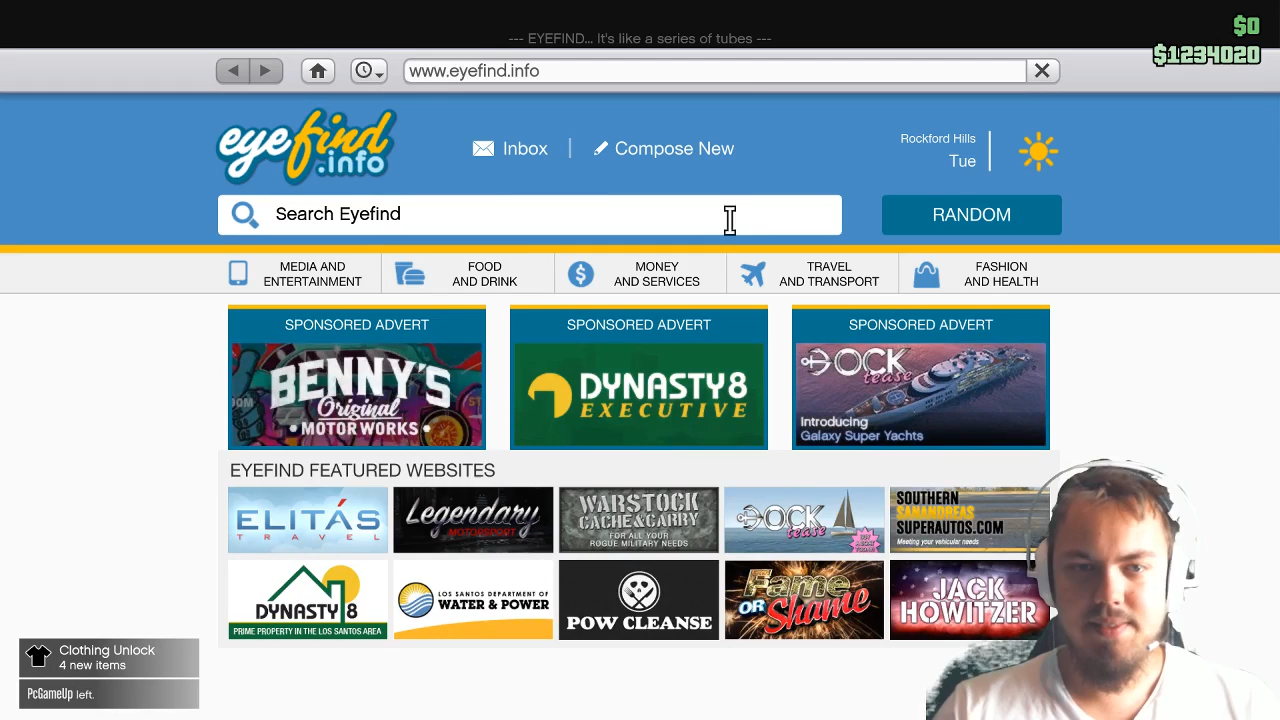 --- EYEFIND... It's like a series of tubes ---
$0
$1234020
www.eyefind.info
eyefind
.info
Inbox
Compose New
Rockford Hills
Tue
Search Eyefind
RANDOM
MEDIA AND
ENTERTAINMENT
FOOD
AND DRINK
MONEY
AND SERVICES
TRAVEL
AND TRANSPORT
FASHION
AND HEALTH
SPONSORED ADVERT
BENNY'S
Original
MOTOR WORKS
SPONSORED ADVERT
DYNASTY 8
EXECUTIVE
SPONSORED ADVERT
DOCK
tease
Introducing
Galaxy Super Yachts
EYEFIND FEATURED WEBSITES
ELITÁS
TRAVEL
Legendary
MOTORSPORT
WARSTOCK
CACHE & CARRY
FOR ALL YOUR
ROGUE MILITARY NEEDS
DOCK
tease
SOUTHERN
SAN ANDREAS
SUPERAUTOS.COM
Meeting your vehicular needs
DYNASTY 8
PRIME PROPERTY IN THE LOS SANTOS AREA
LOS SANTOS DEPARTMENT OF
WATER & POWER
POW CLEANSE
Fame
OR Shame
JACK
HOWITZER
Clothing Unlock
4 new items
PcGameUp left.